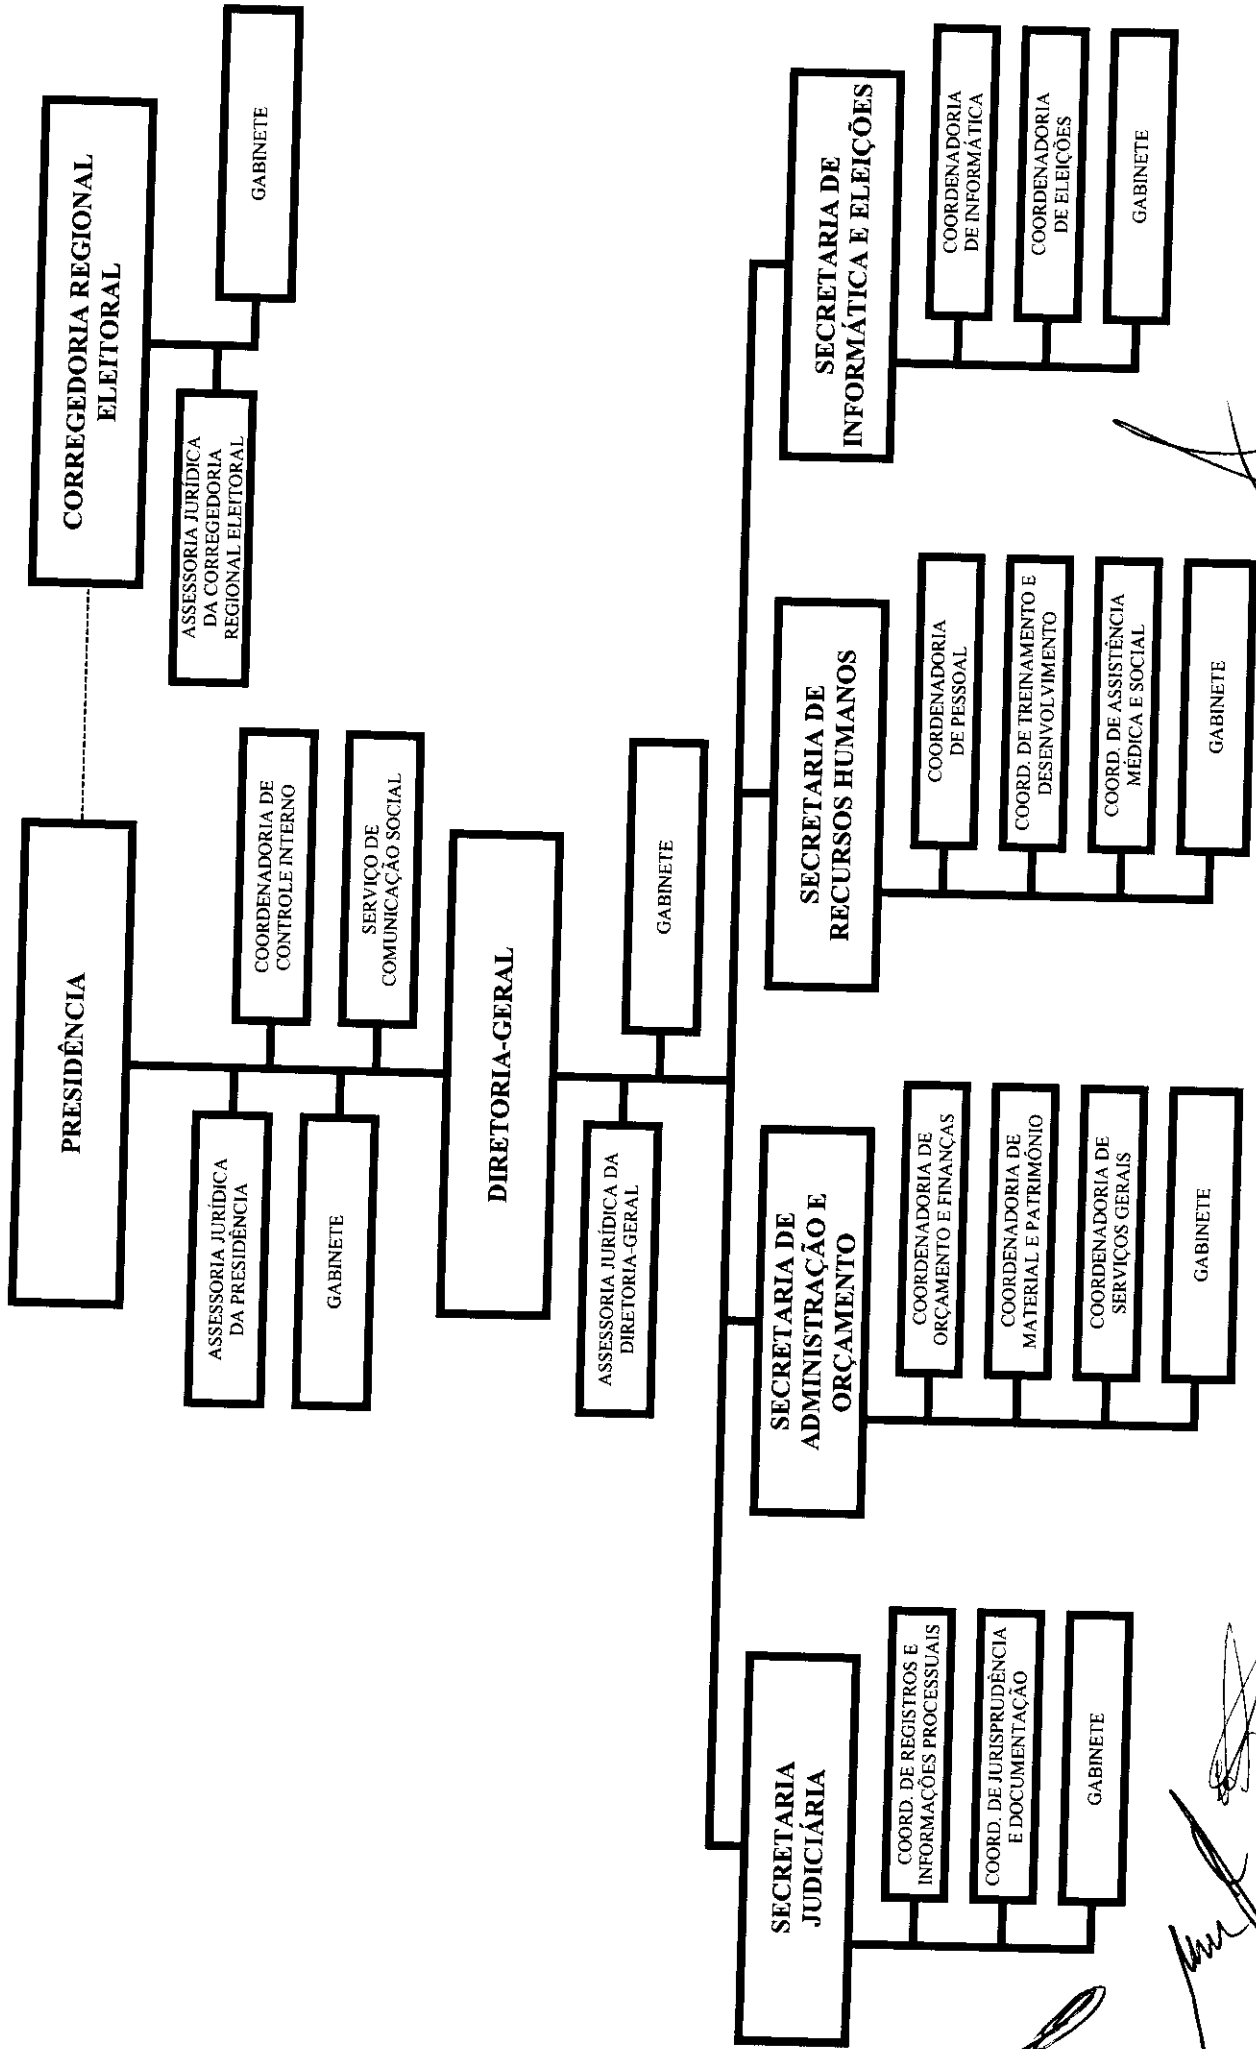 PRESIDÊNCIA
CORREGEDORIA REGIONAL
ELEITORAL
ASSESSORIA JURÍDICA
DA PRESIDÊNCIA
COORDENADORIA DE
CONTROLE INTERNO
ASSESSORIA JURÍDICA
DA CORREGEDORIA
REGIONAL ELEITORAL
GABINETE
GABINETE
SERVIÇO DE
COMUNICAÇÃO SOCIAL
DIRETORIA-GERAL
ASSESSORIA JURÍDICA DA
DIRETORIA-GERAL
GABINETE
SECRETARIA
JUDICIÁRIA
COORD. DE REGISTROS E
INFORMAÇÕES PROCESSUAIS
COORD. DE JURISPRUDÊNCIA
E DOCUMENTAÇÃO
GABINETE
SECRETARIA DE
ADMINISTRAÇÃO E
ORÇAMENTO
COORDENADORIA DE
ORÇAMENTO E FINANÇAS
COORDENADORIA DE
MATERIAL E PATRIMÔNIO
COORDENADORIA DE
SERVIÇOS GERAIS
GABINETE
SECRETARIA DE
RECURSOS HUMANOS
COORDENADORIA
DE PESSOAL
COORD. DE TREINAMENTO E
DESENVOLVIMENTO
COORD. DE ASSISTÊNCIA
MÉDICA E SOCIAL
GABINETE
SECRETARIA DE
INFORMÁTICA E ELEIÇÕES
COORDENADORIA
DE INFORMÁTICA
COORDENADORIA
DE ELEIÇÕES
GABINETE